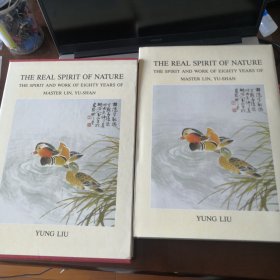 THE REAL SPIRIT OF NATURE
THE SPIRIT AND WORK OF EIGHTY YEARS OF
MASTER LIN, YU-SHAN
YUNG LIU
THE REAL SPIRIT OF NATURE
THE SPIRIT AND WORK OF EIGHTY YEARS OF
MASTER LIN, YU-SHAN
YUNG LIU